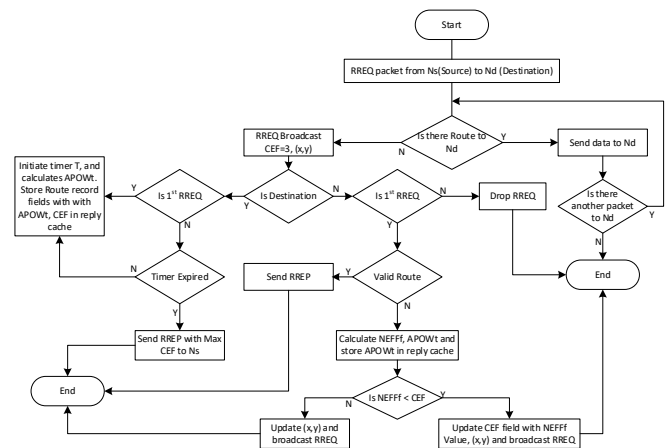 Start
RREQ packet from Ns(Source) to Nd (Destination)
Is there Route to
Nd
N
Y
RREQ Broadcast
CEF=3, (x,y)
Send data to Nd
Initiate timer T, and
calculates APOWt.
Store Route record
fields with with
APOWt, CEF in reply
cache
Y
Is 1st RREQ
N
Y
Is Destination
N
Is 1st RREQ
N
Y
Drop RREQ
Is there
another packet
to Nd
Y
N
N
Timer Expired
Y
Send RREP
Y
Valid Route
N
End
Send RREP with Max
CEF to Ns
Calculate NEFFf, APOWt and
store APOWt in reply cache
End
N
Is NEFFf < CEF
Y
Update (x,y) and
broadcast RREQ
Update CEF field with NEFFf
Value, (x,y) and broadcast RREQ